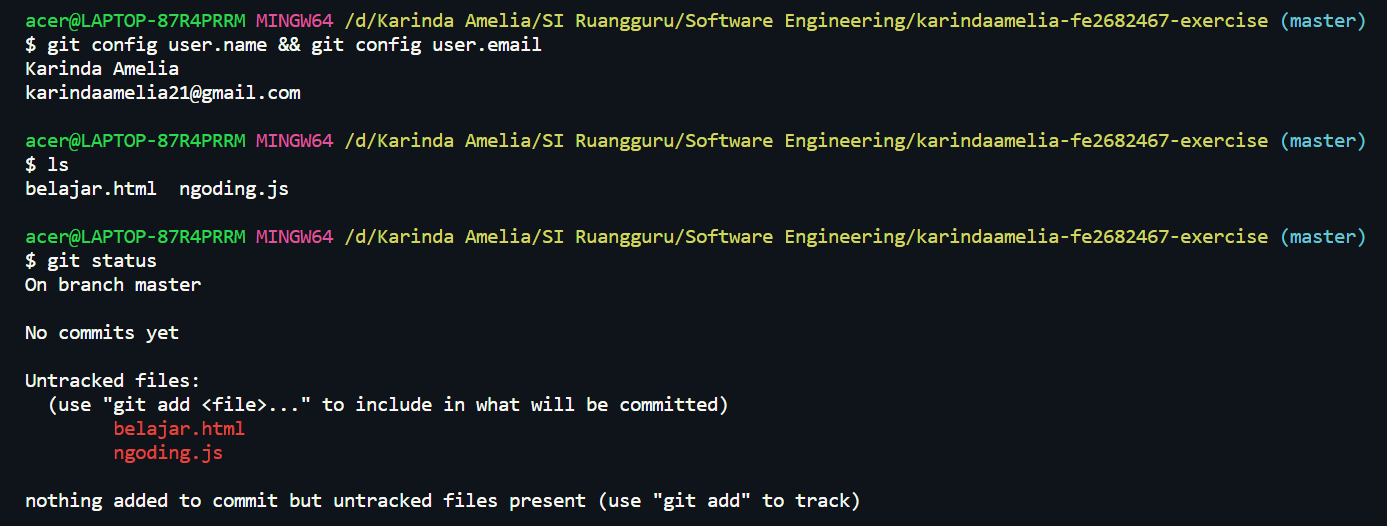 acer@LAPTOP-87R4PRRM MINGW64 /d/Karinda Amelia/SI Ruangguru/Software Engineering/karindaamelia-fe2682467-exercise (master)
$ git config user.name && git config user.email
Karinda Amelia
karindaamelia21@gmail.com
acer@LAPTOP-87R4PRRM MINGW64 /d/Karinda Amelia/SI Ruangguru/Software Engineering/karindaamelia-fe2682467-exercise (master)
$ ls
belajar.html  ngoding.js
acer@LAPTOP-87R4PRRM MINGW64 /d/Karinda Amelia/SI Ruangguru/Software Engineering/karindaamelia-fe2682467-exercise (master)
$ git status
On branch master
No commits yet
Untracked files:
  (use "git add <file>..." to include in what will be committed)
        belajar.html
        ngoding.js
nothing added to commit but untracked files present (use "git add" to track)